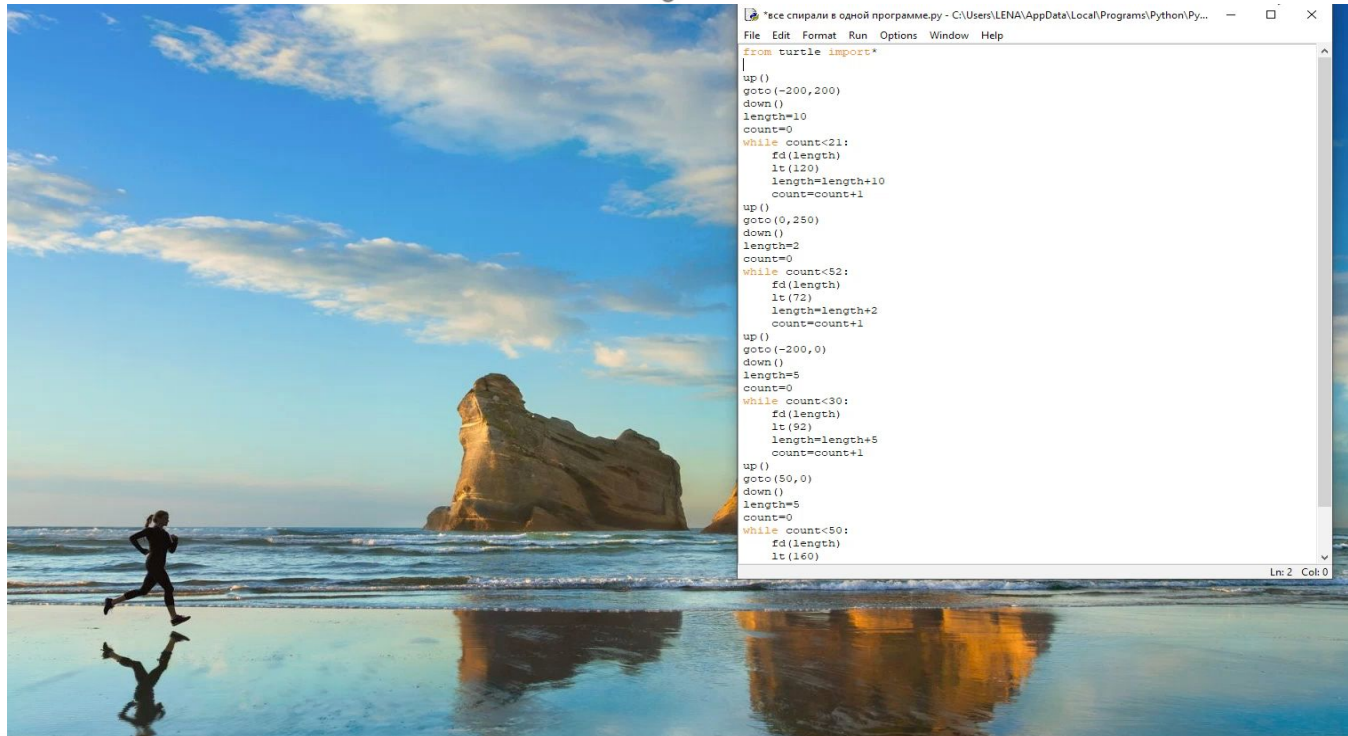 *все спирали в одной программе.py - C:\Users\LENA\AppData\Local\Programs\Python\Py...
File Edit Format Run Options Window Help
from turtle import*
up()
goto(-200,200)
down()
length=10
count=0
while count<21:
    fd(length)
    lt(120)
    length=length+10
    count=count+1
up()
goto(0,250)
down()
length=2
count=0
while count<52:
    fd(length)
    lt(72)
    length=length+2
    count=count+1
up()
goto(-200,0)
down()
length=5
count=0
while count<30:
    fd(length)
    lt(92)
    length=length+5
    count=count+1
up()
goto(50,0)
down()
length=5
count=0
while count<50:
    fd(length)
    lt(160)
Ln: 2 Col: 0